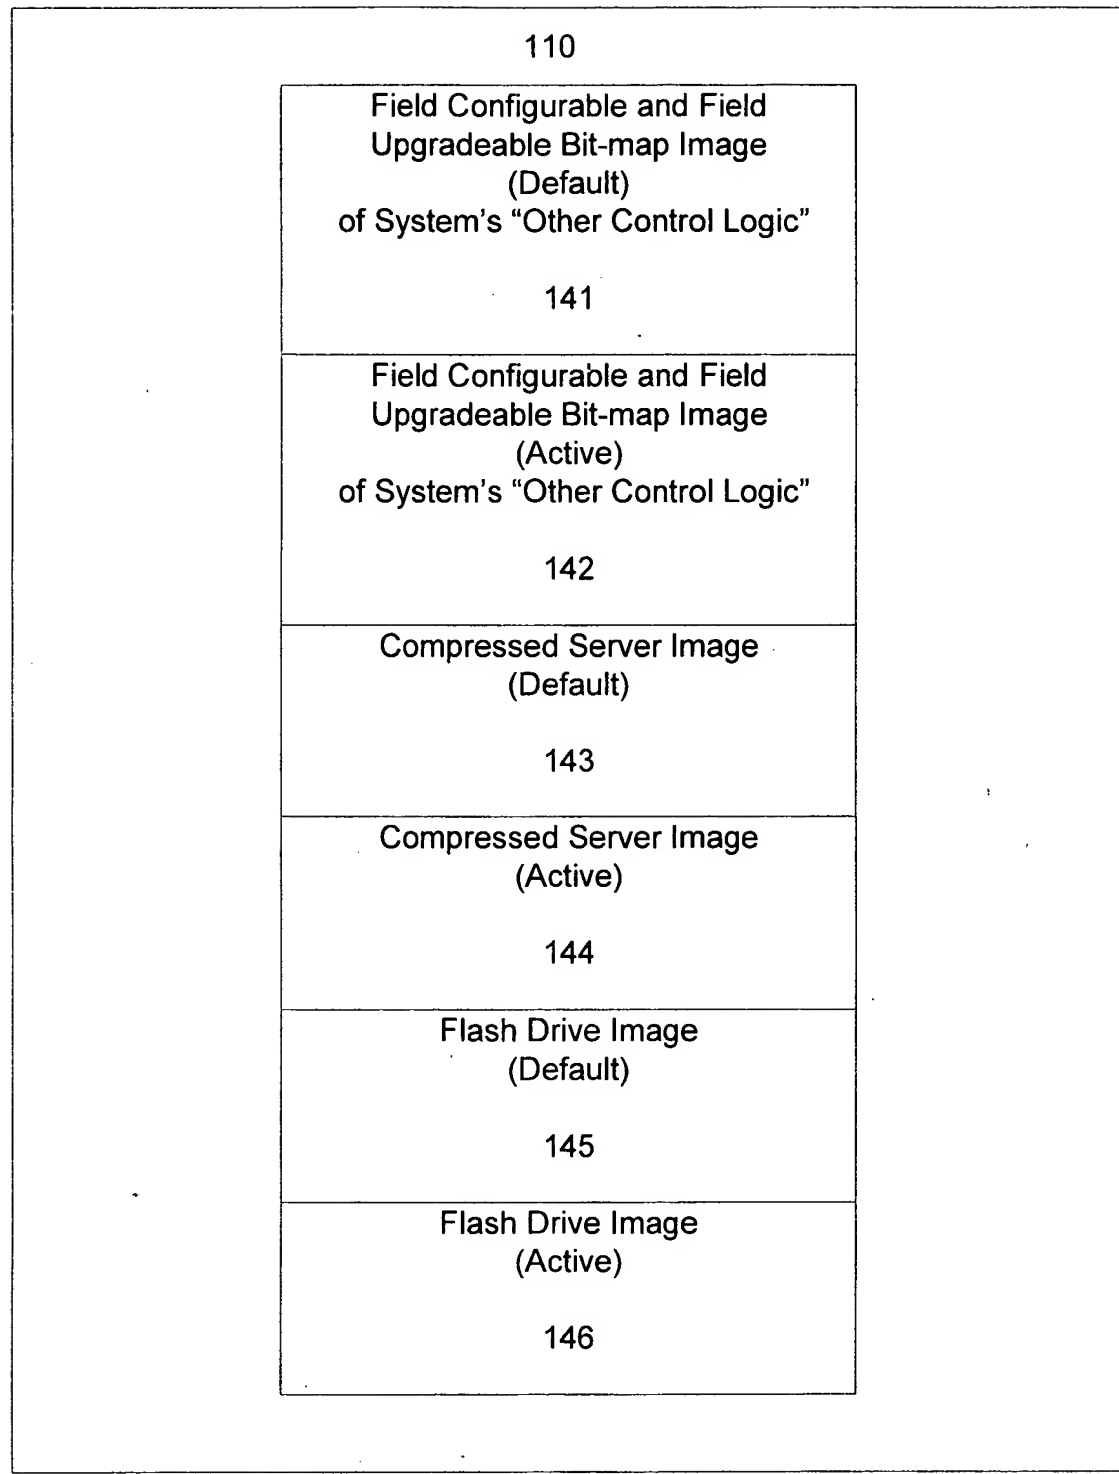 110
Field Configurable and Field
Upgradeable Bit-map Image
(Default)
of System's “Other Control Logic”
141
Field Configurable and Field
Upgradeable Bit-map Image
(Active)
of System's “Other Control Logic”
142
Compressed Server Image
(Default)
143
Compressed Server Image
(Active)
144
Flash Drive Image
(Default)
145
Flash Drive Image
(Active)
146